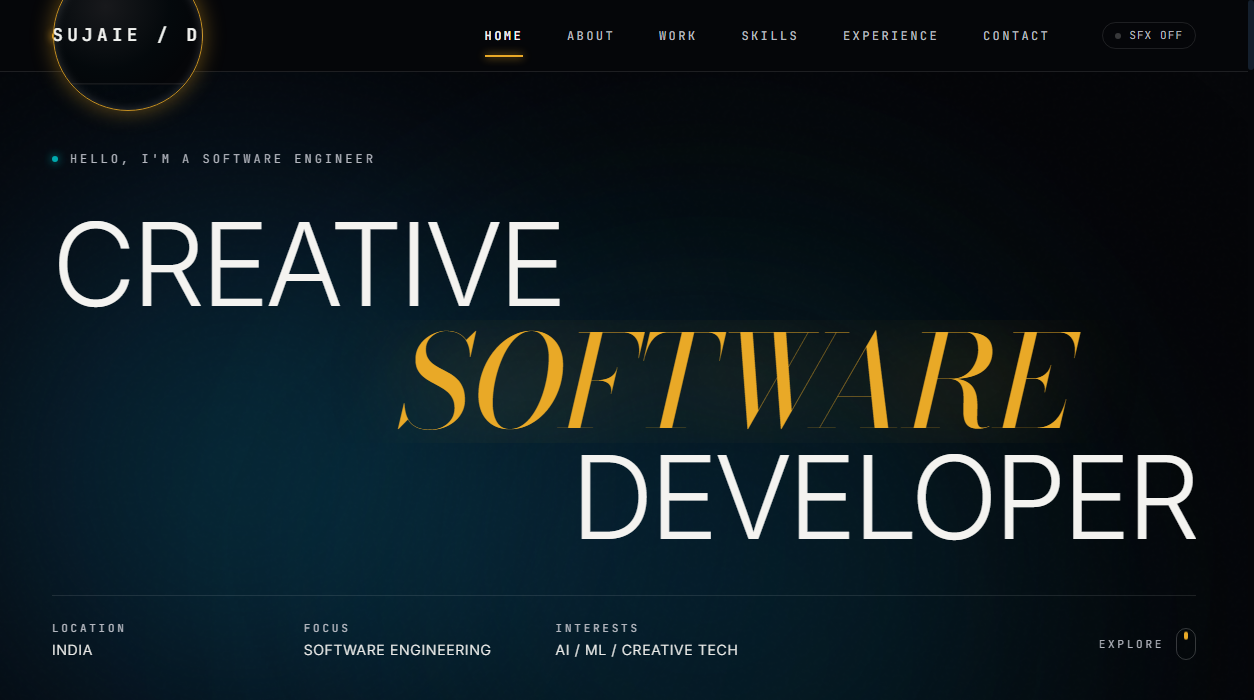 SUJAIE / D
HOME ABOUT WORK SKILLS EXPERIENCE CONTACT SFX OFF
HELLO, I'M A SOFTWARE ENGINEER
CREATIVE
SOFTWARE
DEVELOPER
LOCATION FOCUS INTERESTS
INDIA SOFTWARE ENGINEERING AI / ML / CREATIVE TECH
EXPLORE